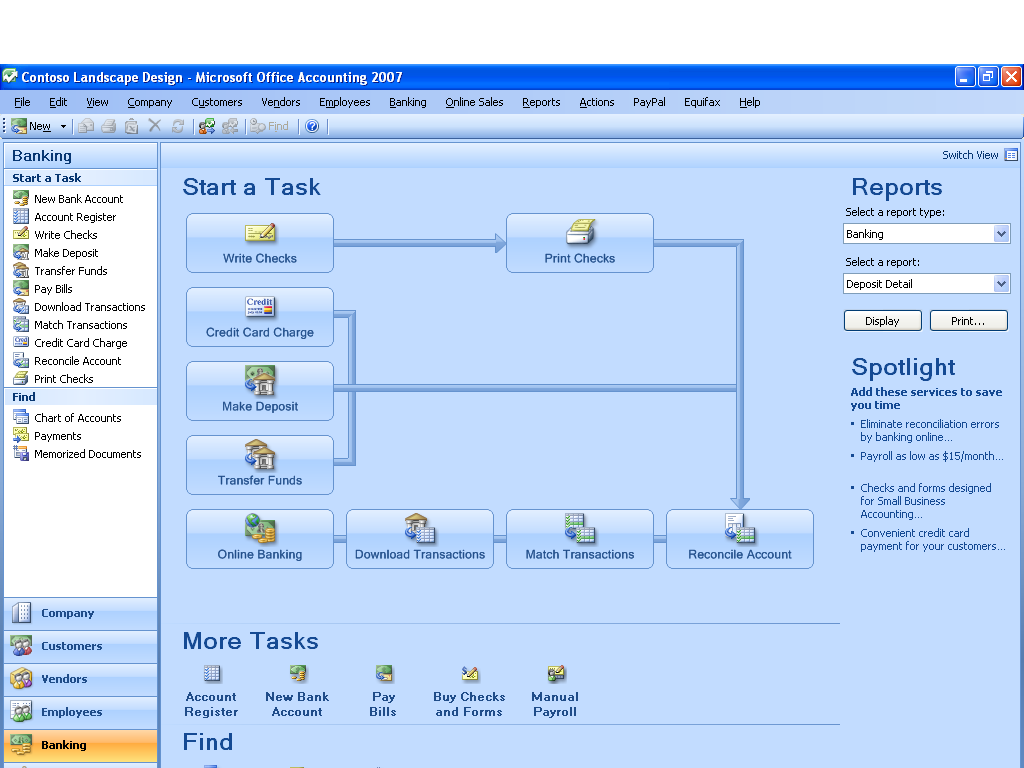 Contoso Landscape Design - Microsoft Office Accounting 2007
File Edit View Company Customers Vendors Employees Banking Online Sales Reports Actions PayPal Equifax Help
New Find
Banking
Start a Task
New Bank Account
Account Register
Write Checks
Make Deposit
Transfer Funds
Pay Bills
Download Transactions
Match Transactions
Credit Card Charge
Reconcile Account
Print Checks
Find
Chart of Accounts
Payments
Memorized Documents
Company
Customers
Vendors
Employees
Banking
Switch View
Start a Task
Write Checks
Print Checks
Credit
Credit Card Charge
Make Deposit
Transfer Funds
Online Banking
Download Transactions
Match Transactions
Reconcile Account
More Tasks
Account
Register
New Bank
Account
Pay
Bills
Buy Checks
and Forms
Manual
Payroll
Find
Reports
Select a report type:
Banking
Select a report:
Deposit Detail
Display Print...
Spotlight
Add these services to save
you time
• Eliminate reconciliation errors
by banking online...
• Payroll as low as $15/month...
• Checks and forms designed
for Small Business
Accounting...
• Convenient credit card
payment for your customers...